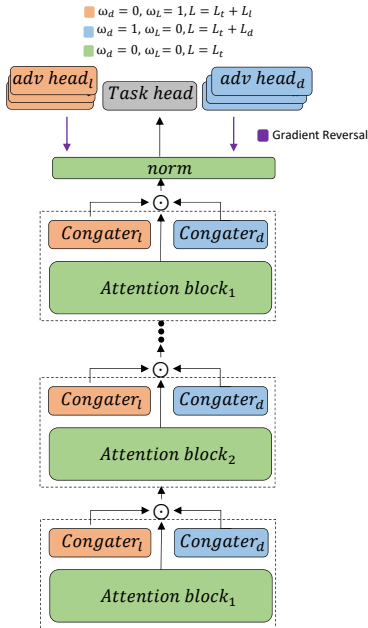 ω_d = 0, ω_L = 1, L = L_t + L_l
ω_d = 1, ω_L = 0, L = L_t + L_d
ω_d = 0, ω_L = 0, L = L_t
adv head_l
Task head
adv head_d
Gradient Reversal
norm
Congater_l
Congater_d
Attention block_1
Congater_l
Congater_d
Attention block_2
Congater_l
Congater_d
Attention block_1